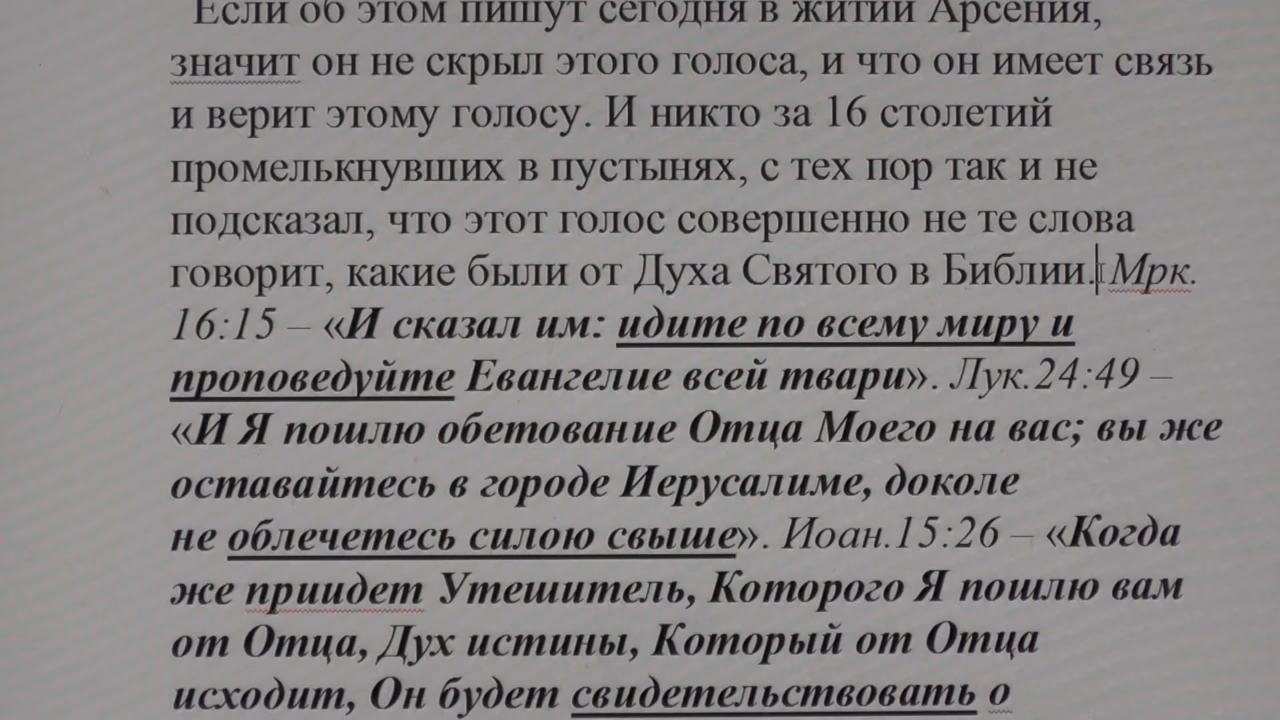 Если об этом пишут сегодня в житии Арсения,
значит он не скрыл этого голоса, и что он имеет связь
и верит этому голосу. И никто за 16 столетий
промелькнувших в пустынях, с тех пор так и не
подсказал, что этот голос совершенно не те слова
говорит, какие были от Духа Святого в Библии. Мрк.
16:15 – «И сказал им: идите по всему миру и
проповедуйте Евангелие всей твари». Лук.24:49 –
«И Я пошлю обетование Отца Моего на вас; вы же
оставайтесь в городе Иерусалиме, доколе
не облечетесь силою свыше». Иоан.15:26 – «Когда
же приидет Утешитель, Которого Я пошлю вам
от Отца, Дух истины, Который от Отца
исходит, Он будет свидетельствовать о